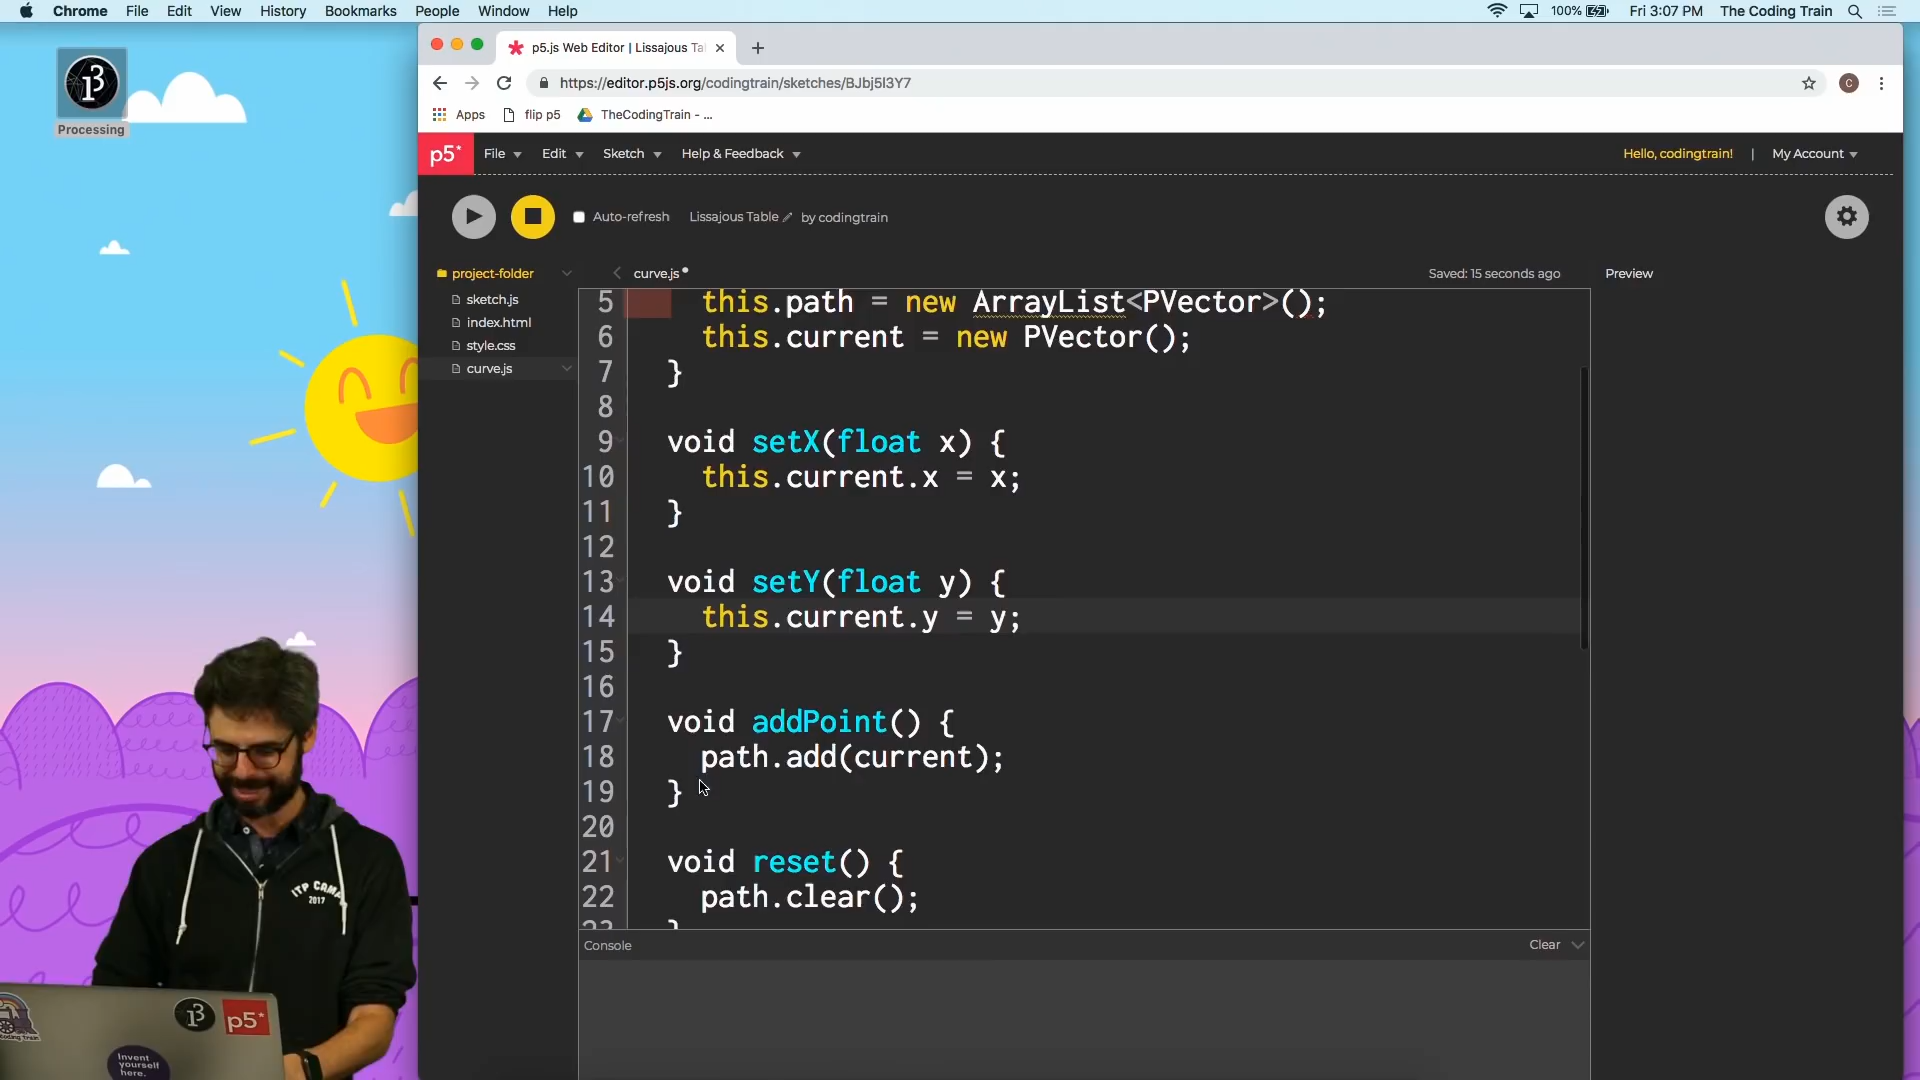 Chrome File Edit View History Bookmarks People Window Help 100% Fri 3:07 PM The Coding Train
Processing
p5.js Web Editor | Lissajous Ta
https://editor.p5js.org/codingtrain/sketches/BJbj5l3Y7
C
Apps flip p5 TheCodingTrain - ...
p5* File Edit Sketch Help & Feedback Hello, codingtrain! | My Account
Auto-refresh Lissajous Table by codingtrain
project-folder
sketch.js
index.html
style.css
curve.js
curve.js Saved: 15 seconds ago Preview
5 this.path = new ArrayList<PVector>();
6 this.current = new PVector();
7 }
8
9 void setX(float x) {
10 this.current.x = x;
11 }
12
13 void setY(float y) {
14 this.current.y = y;
15 }
16
17 void addPoint() {
18 path.add(current);
19 }
20
21 void reset() {
22 path.clear();
23 }
Console Clear
ITP CAMP
2017
p5*
Invent
yourself
here.